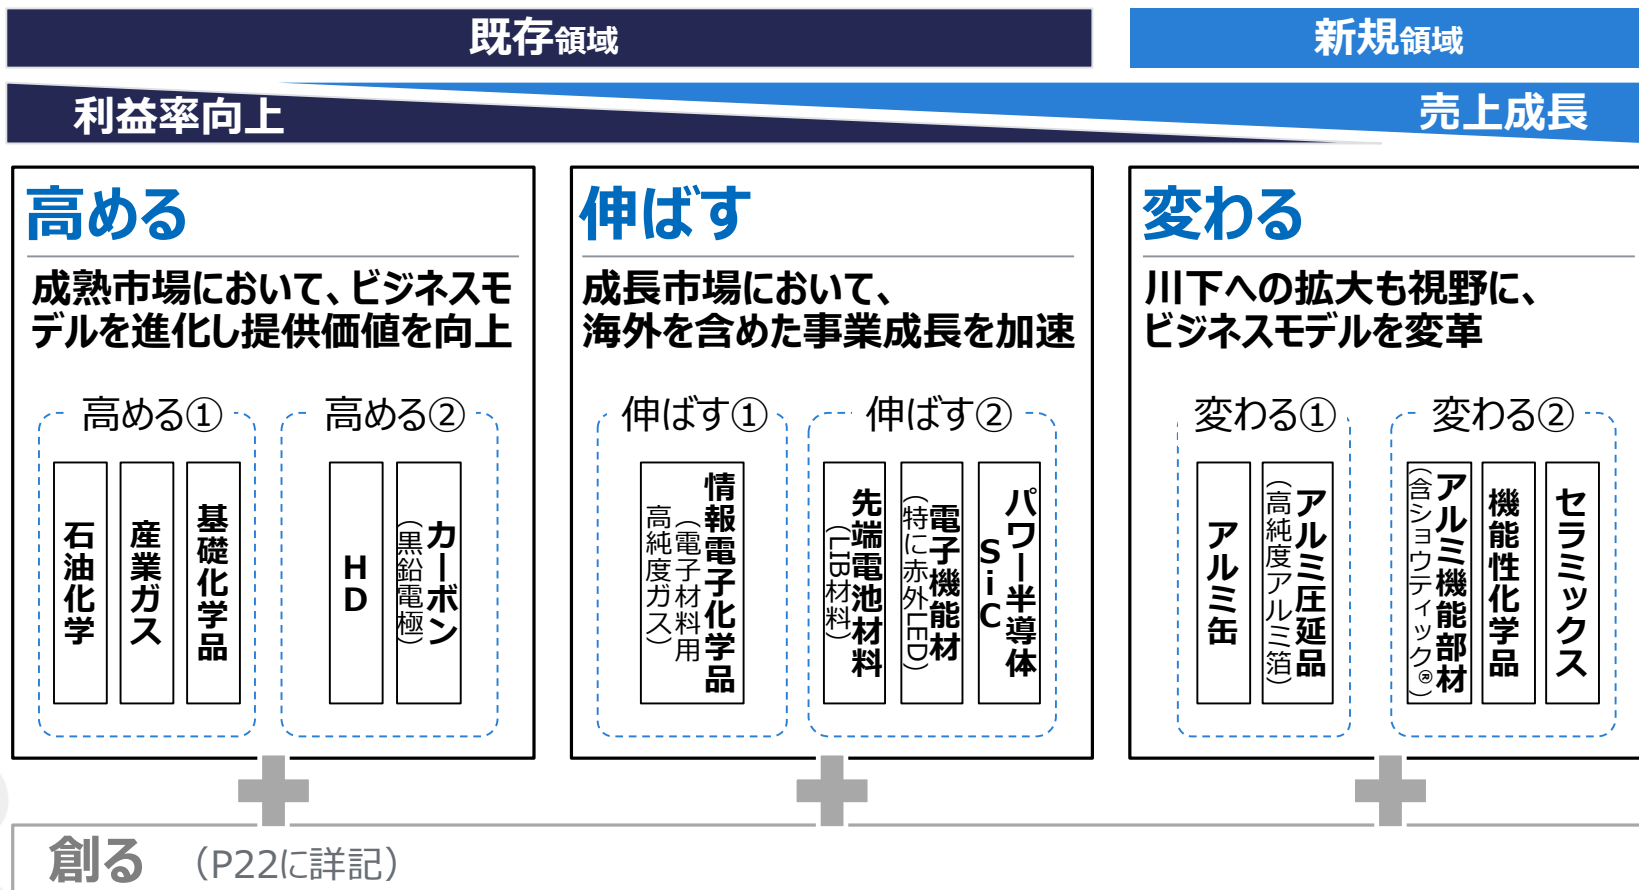 既存領域
新規領域
利益率向上
売上成長
高める
成熟市場において、ビジネスモ
デルを進化し提供価値を向上
高める①
石油化学
産業ガス
基礎化学品
高める②
HD
カーボン
（黒鉛電極）
伸ばす
成長市場において、
海外を含めた事業成長を加速
伸ばす①
情報電子化学品
（電子材料用
高純度ガス）
伸ばす②
先端電池材料
（LIB材料）
電子機能材
（特に赤外LED）
パワー半導体
SiC
変わる
川下への拡大も視野に、
ビジネスモデルを変革
変わる①
アルミ缶
アルミ圧延品
（高純度アルミ箔）
変わる②
アルミ機能部材
（含ショウティック®）
機能性化学品
セラミックス
創る （P22に詳記）